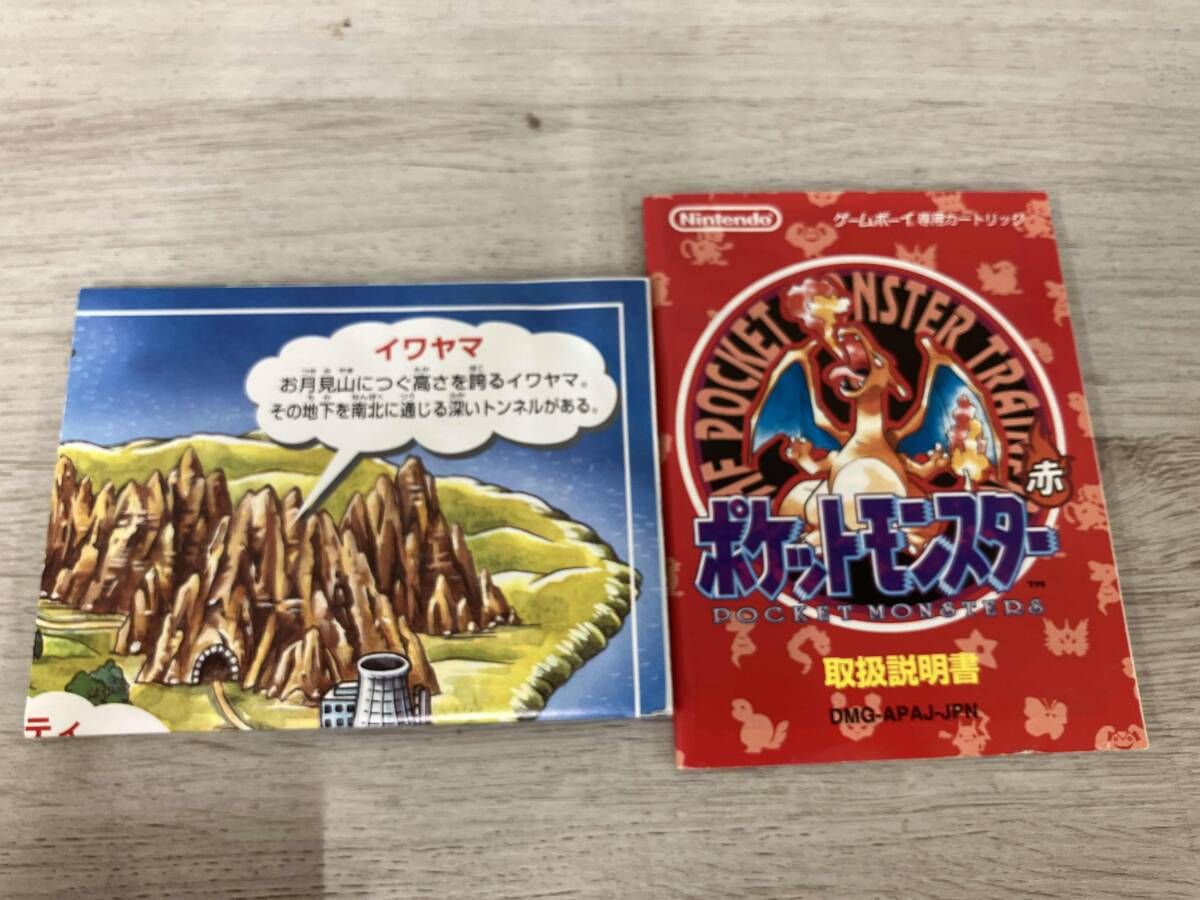 イワヤマ
お月見山につぐ高さを誇るイワヤマ。
その地下を南北に通じる深いトンネルがある。
ティ
Nintendo
ゲームボーイ専用カートリッジ
POCKET MONSTER
赤
ポケットモンスター
TM
POCKET MONSTERS
取扱説明書
DMG-APAJ-JPN